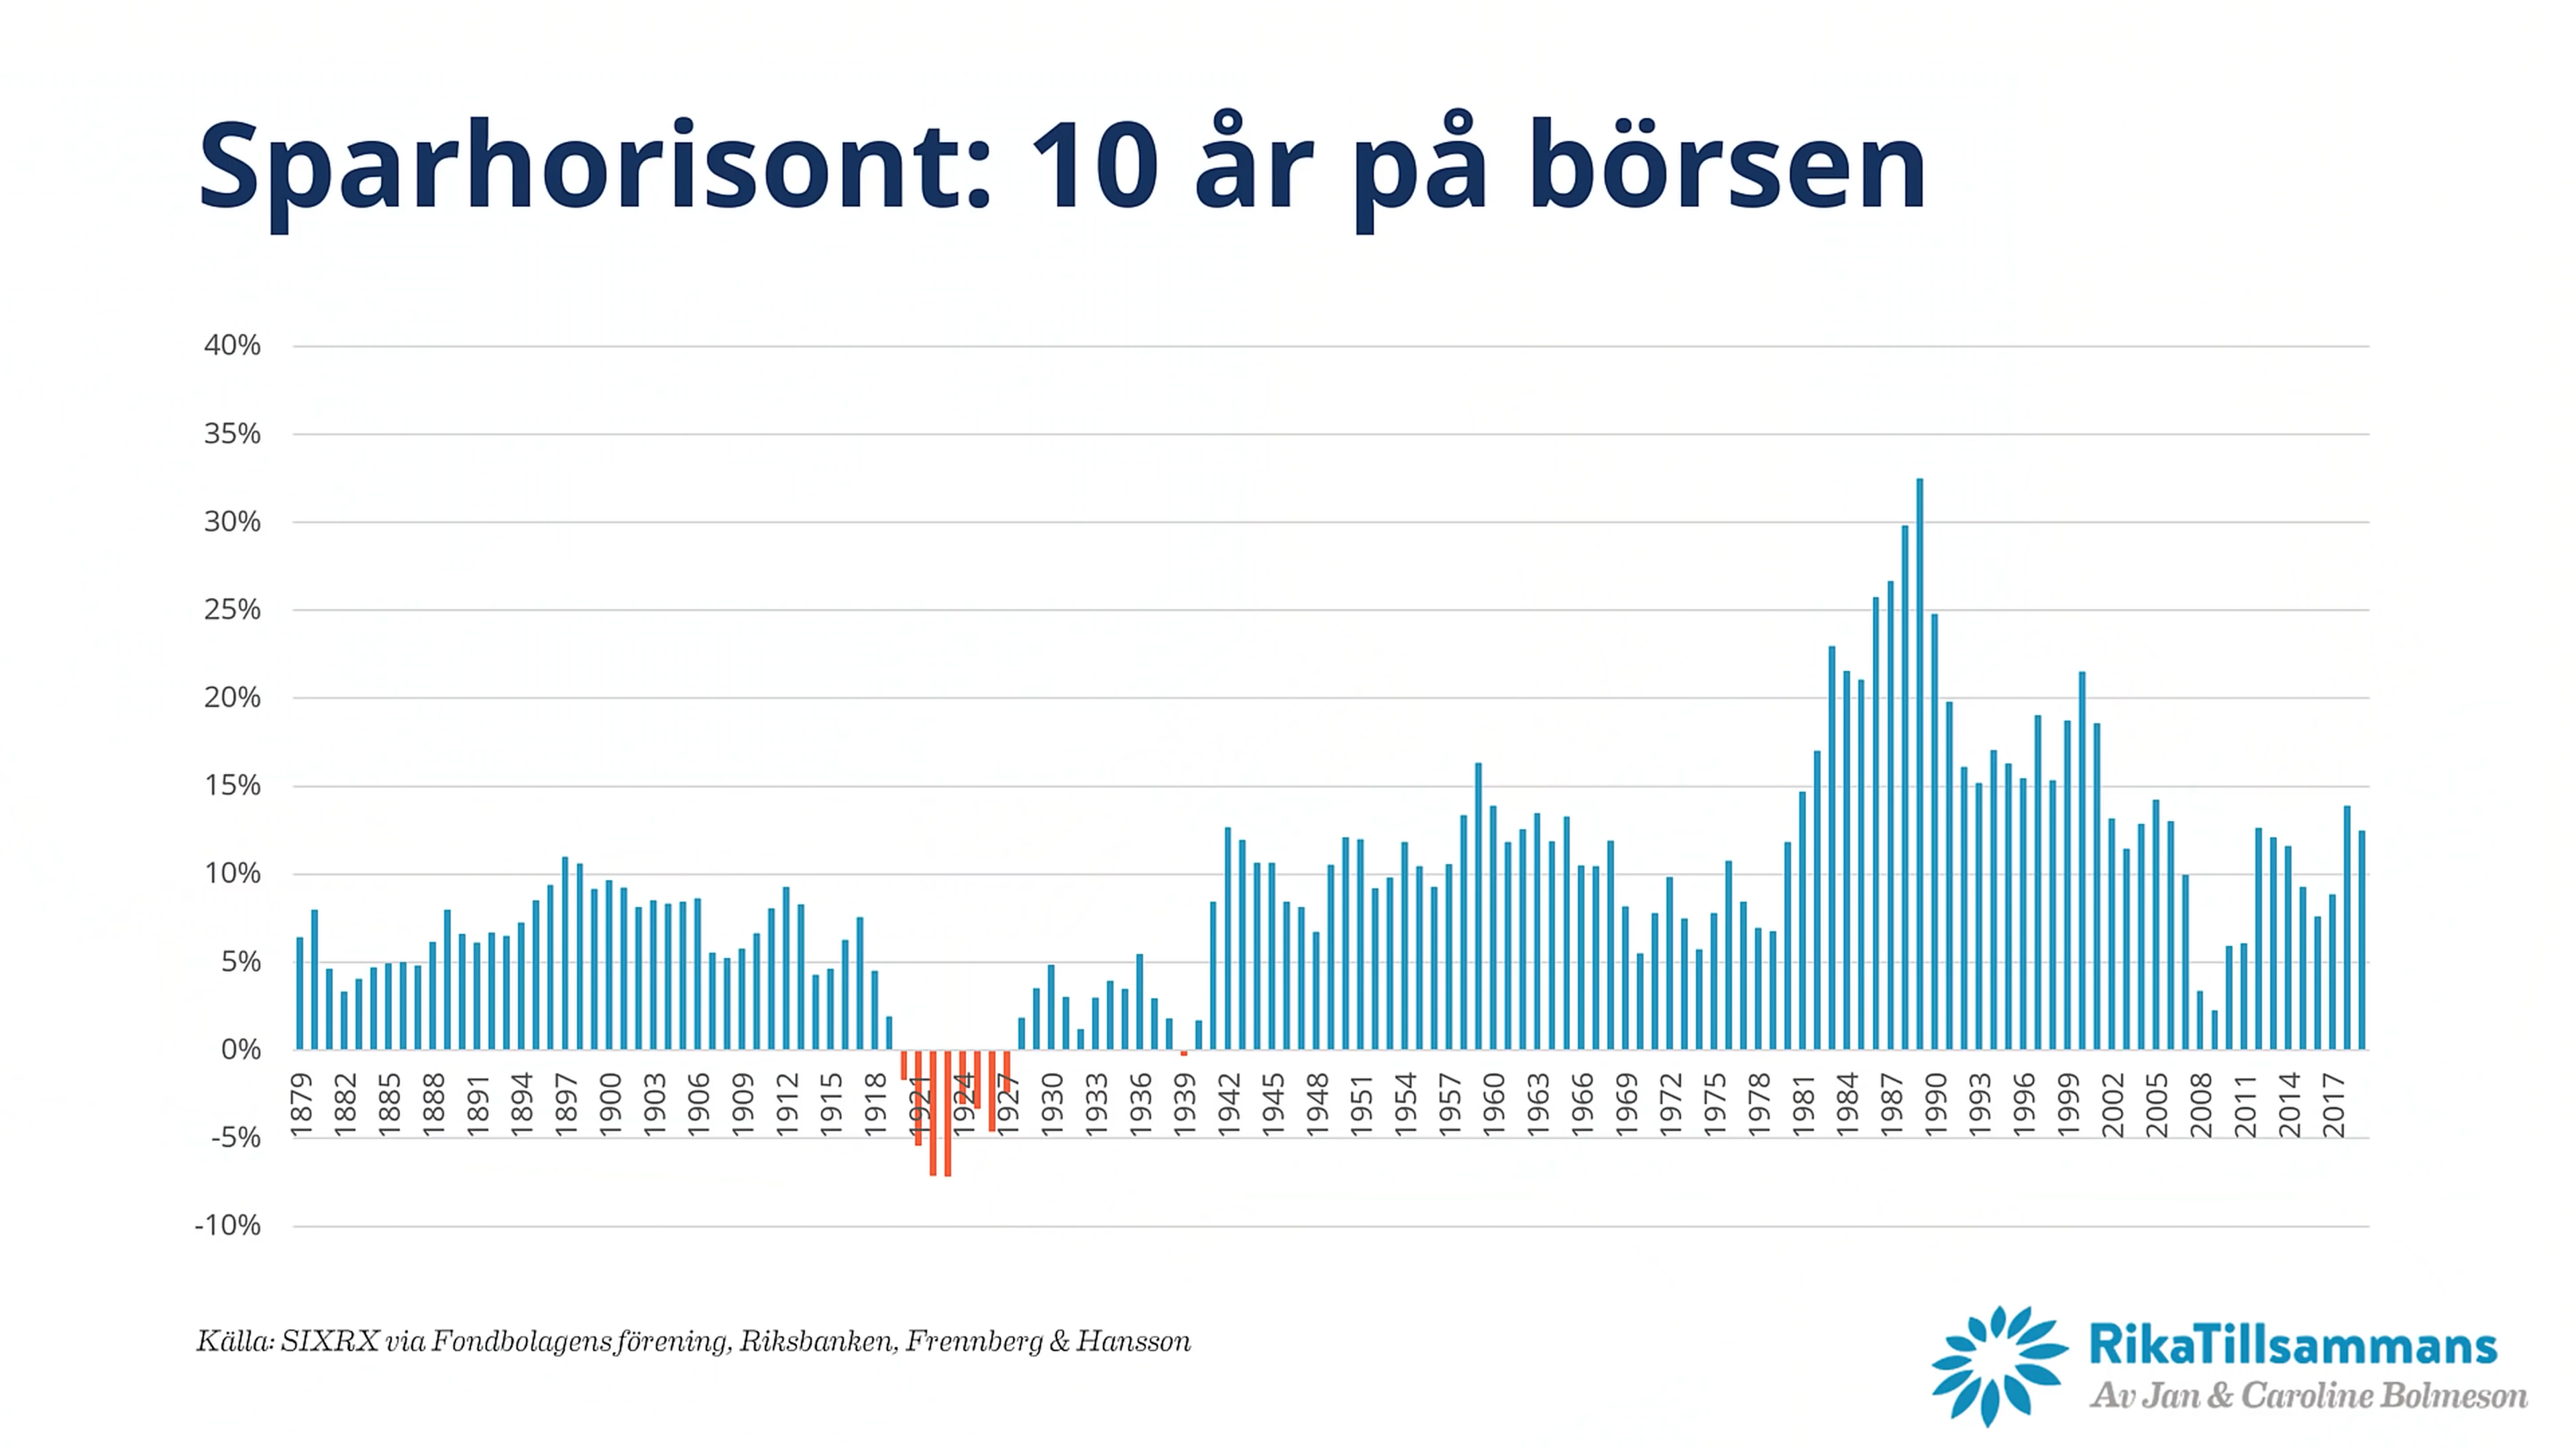 Sparhorisont: 10 år på börsen
40%
35%
30%
25%
20%
15%
10%
5%
0%
-5%
-10%
1879 1882 1885 1888 1891 1894 1897 1900 1903 1906 1909 1912 1915 1918 1921 1924 1927 1930 1933 1936 1939 1942 1945 1948 1951 1954 1957 1960 1963 1966 1969 1972 1975 1978 1981 1984 1987 1990 1993 1996 1999 2002 2005 2008 2011 2014 2017
Källa: SIXRX via Fondbolagens förening, Riksbanken, Frennberg & Hansson
RikaTillsammans
Av Jan & Caroline Bolmeson